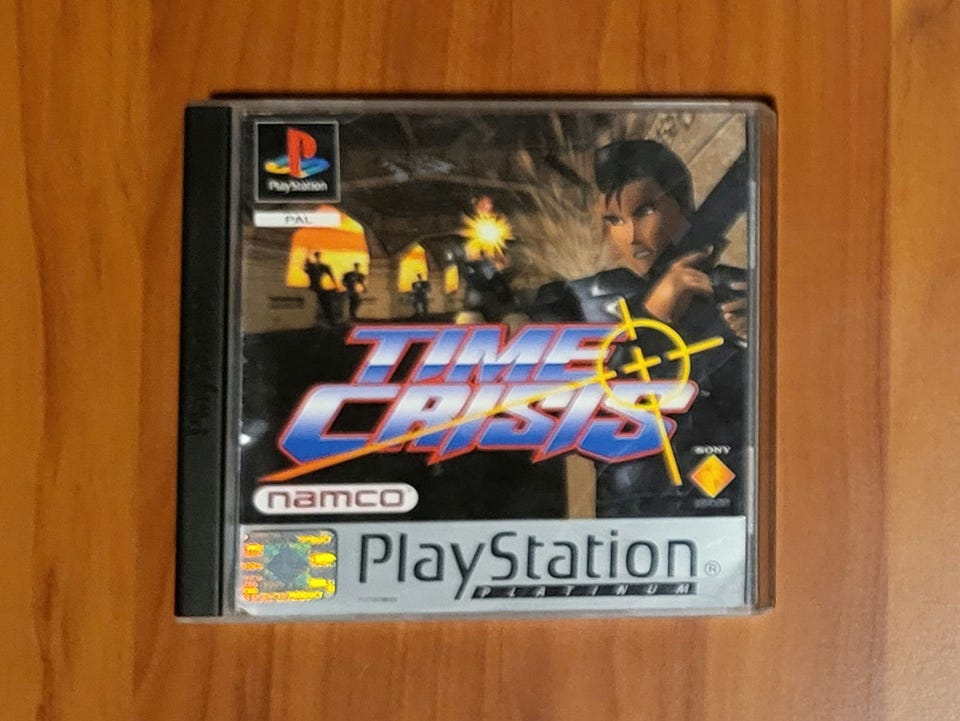 PlayStation
PAL
TIME
CRISIS
SONY
namco
PlayStation®
PLATINUM